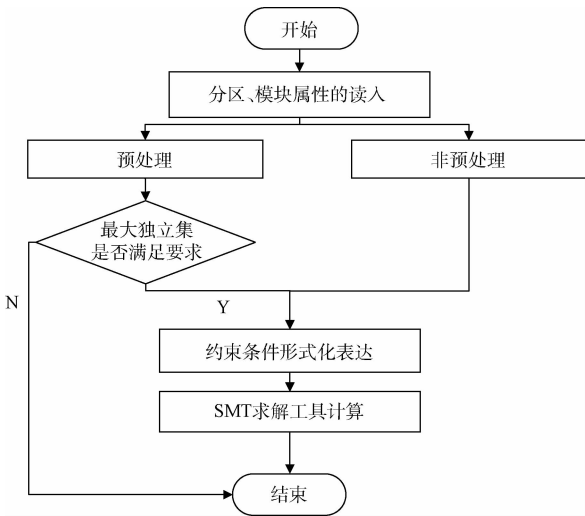 开始
分区、模块属性的读入
预处理
非预处理
最大独立集
是否满足要求
N
Y
约束条件形式化表达
SMT求解工具计算
结束